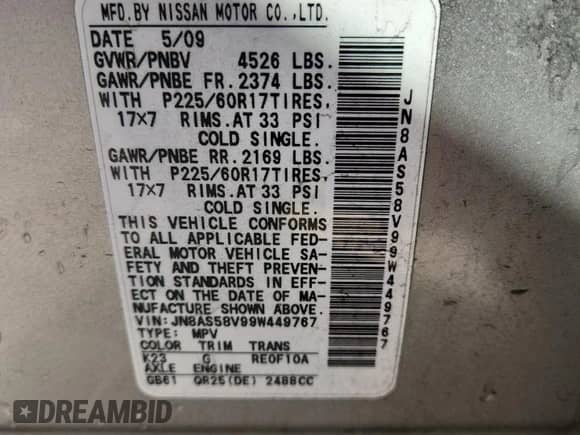 MFD.BY NISSAN MOTOR CO.,LTD.
DATE 5/09
GVWR/PNBV 4526 LBS.
GAWR/PNBE FR. 2374 LBS.
WITH P225/60R17TIRES,
17×7 RIMS.AT 33 PSI
COLD SINGLE.
GAWR/PNBE RR. 2169 LBS.
WITH P225/60R17TIRES,
17×7 RIMS.AT 33 PSI
COLD SINGLE.
THIS VEHICLE CONFORMS
TO ALL APPLICABLE FED-
ERAL MOTOR VEHICLE SA-
FETY AND THEFT PREVEN-
TION STANDARDS IN EFF-
ECT ON THE DATE OF MA-
NUFACTURE SHOWN ABOVE.
VIN:JN8AS58V99W449767
TYPE: MPV
COLOR TRIM TRANS
K23 G RE0F10A
AXLE ENGINE
GB61 QR25(DE) 2488CC
JN8AS58V99W449767
DREAMBID